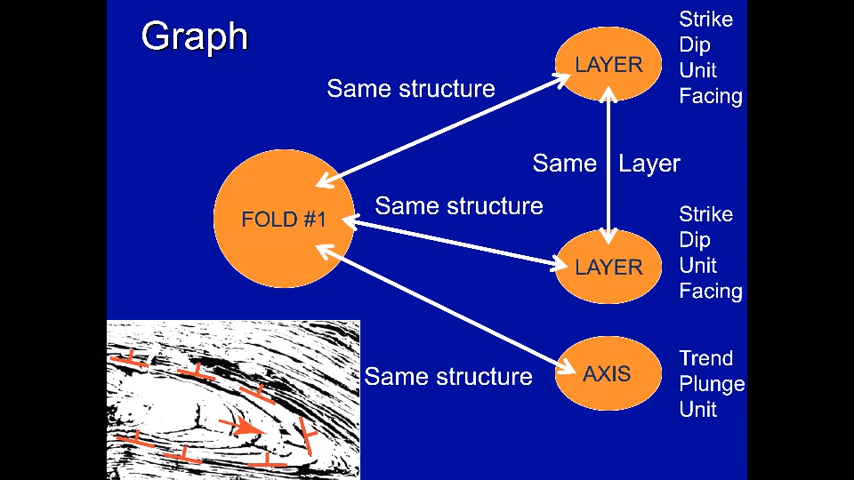 Graph
Same structure
LAYER
Strike
Dip
Unit
Facing
Same Layer
FOLD #1
Same structure
LAYER
Strike
Dip
Unit
Facing
Same structure
AXIS
Trend
Plunge
Unit